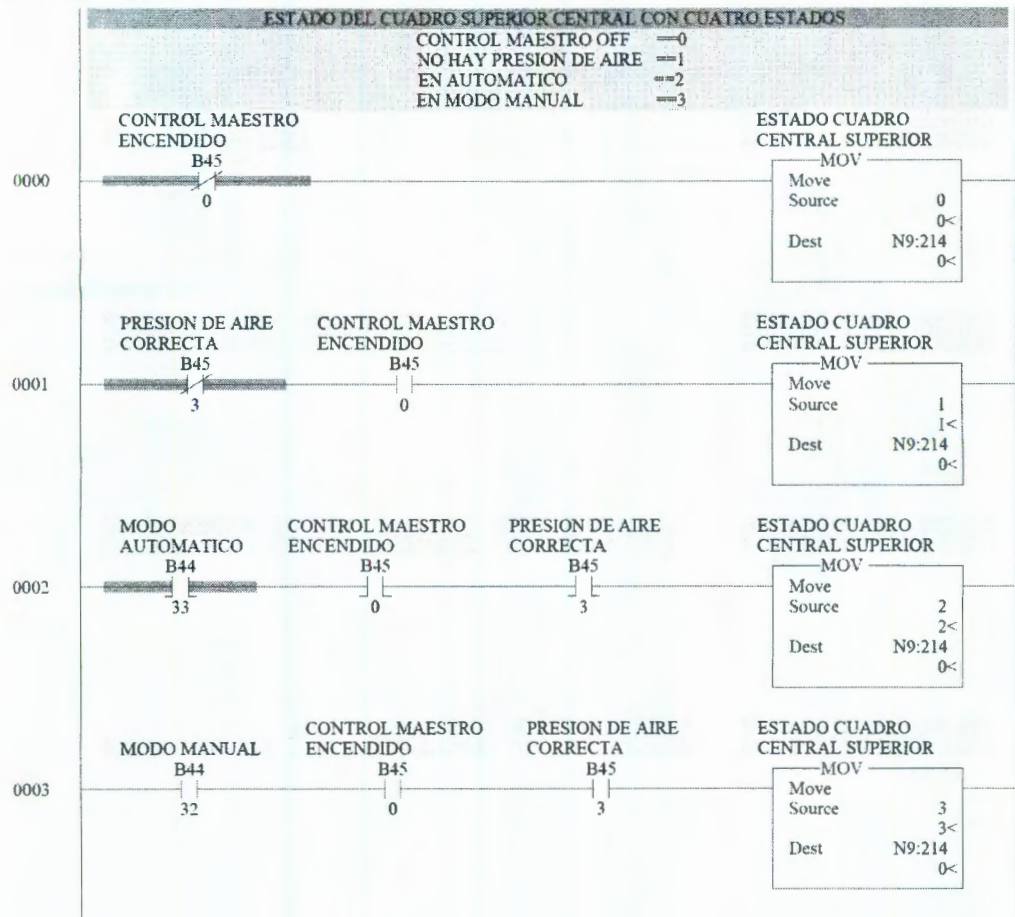 ESTADO DEL CUADRO SUPERIOR CENTRAL CON CUATRO ESTADOS
CONTROL MAESTRO OFF ==0
NO HAY PRESION DE AIRE ==1
EN AUTOMATICO ==2
EN MODO MANUAL ==3
CONTROL MAESTRO
ENCENDIDO
B45
0
ESTADO CUADRO
CENTRAL SUPERIOR
MOV
Move
Source 0
0<
Dest N9:214
0<
0000
PRESION DE AIRE
CORRECTA
B45
3
CONTROL MAESTRO
ENCENDIDO
B45
0
ESTADO CUADRO
CENTRAL SUPERIOR
MOV
Move
Source 1
1<
Dest N9:214
0<
0001
MODO
AUTOMATICO
B44
33
CONTROL MAESTRO
ENCENDIDO
B45
0
PRESION DE AIRE
CORRECTA
B45
3
ESTADO CUADRO
CENTRAL SUPERIOR
MOV
Move
Source 2
2<
Dest N9:214
0<
0002
MODO MANUAL
B44
32
CONTROL MAESTRO
ENCENDIDO
B45
0
PRESION DE AIRE
CORRECTA
B45
3
ESTADO CUADRO
CENTRAL SUPERIOR
MOV
Move
Source 3
3<
Dest N9:214
0<
0003